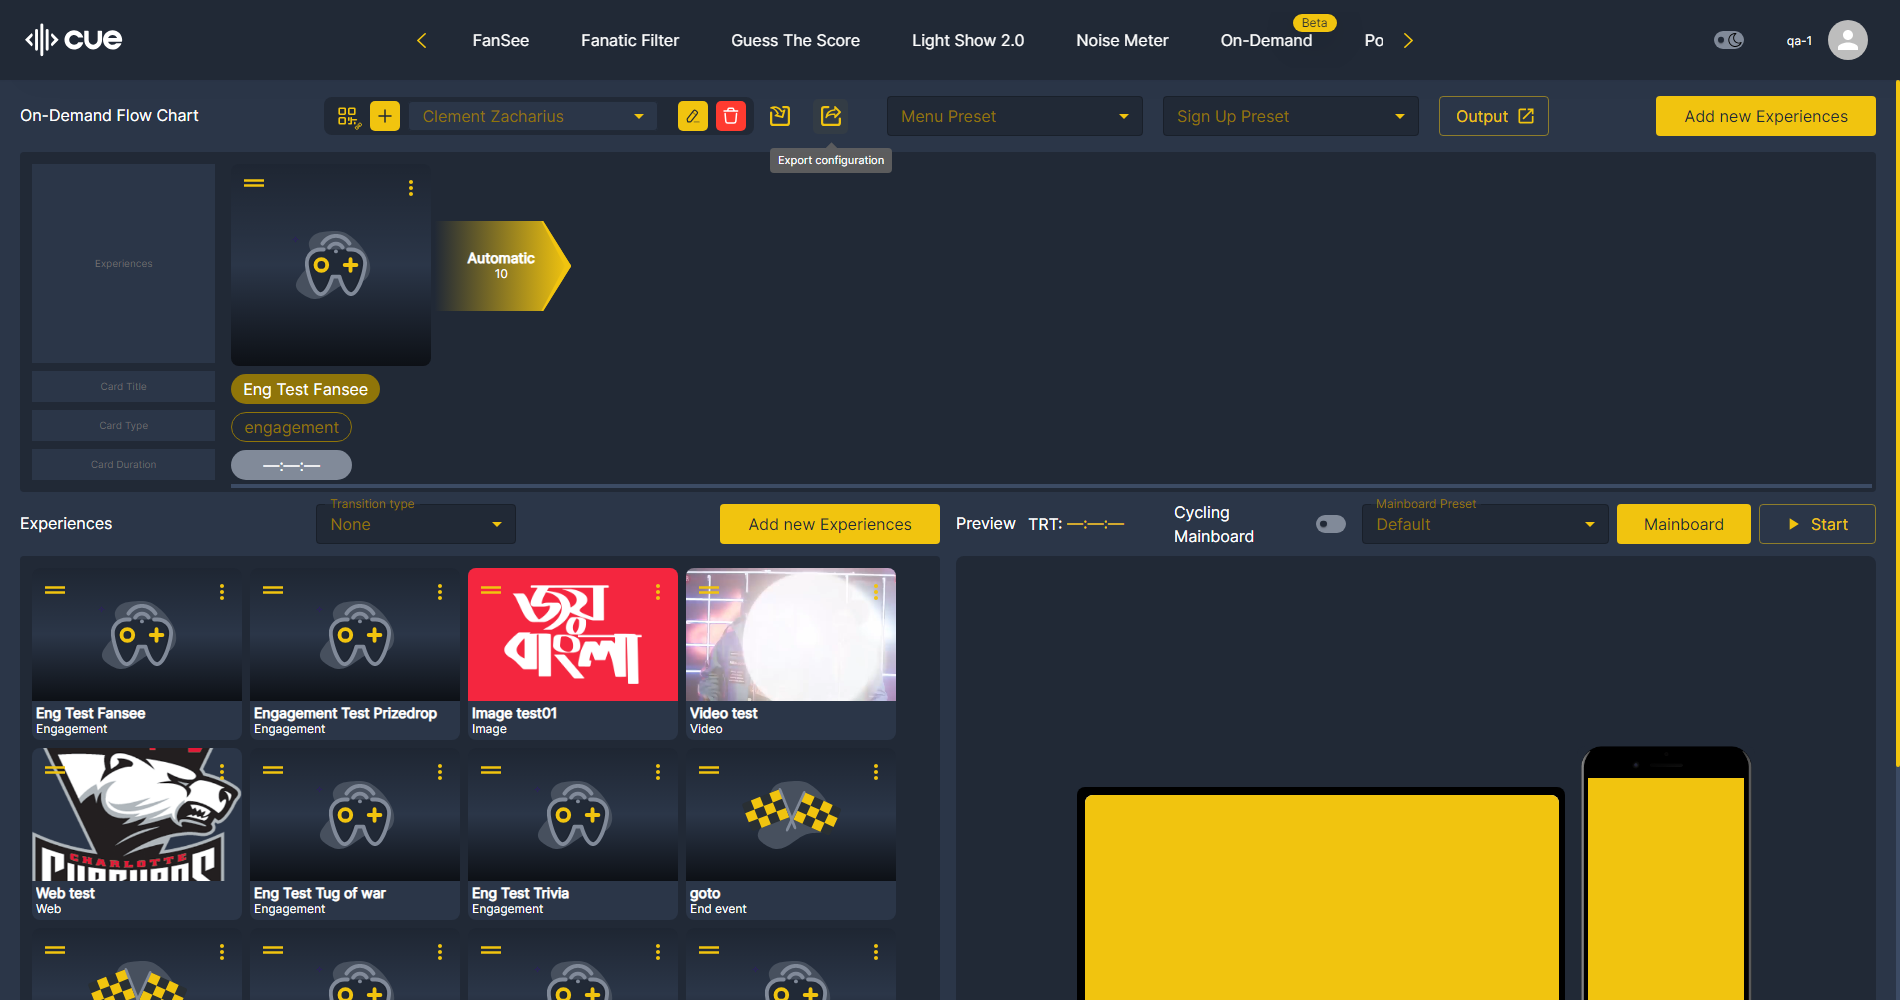 cue
FanSee
Fanatic Filter
Guess The Score
Light Show 2.0
Noise Meter
On-Demand
Beta
Po
qa-1
On-Demand Flow Chart
Clement Zacharius
Menu Preset
Sign Up Preset
Output
Add new Experiences
Export configuration
Experiences
Automatic
10
Card Title
Eng Test Fansee
Card Type
engagement
Card Duration
—:—:—
Experiences
Transition type
None
Add new Experiences
Preview
TRT: —:—:—
Cycling
Mainboard
Mainboard Preset
Default
Mainboard
Start
জয়
বাংলা
Eng Test Fansee
Engagement
Engagement Test Prizedrop
Engagement
Image test01
Image
Video test
Video
CHARLOTTE
Web test
Web
Eng Test Tug of war
Engagement
Eng Test Trivia
Engagement
goto
End event